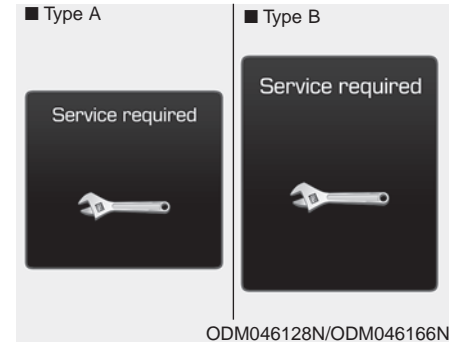 ■ Type A
■ Type B
Service required
Service required
ODM046128N/ODM046166N